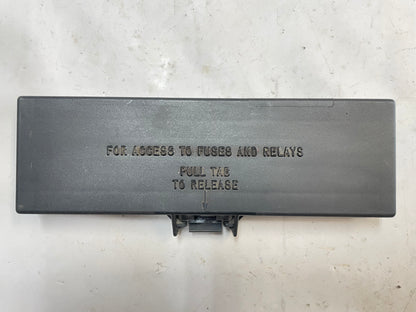 FOR ACCESS TO FUSES AND RELAYS
PULL TAB
TO RELEASE